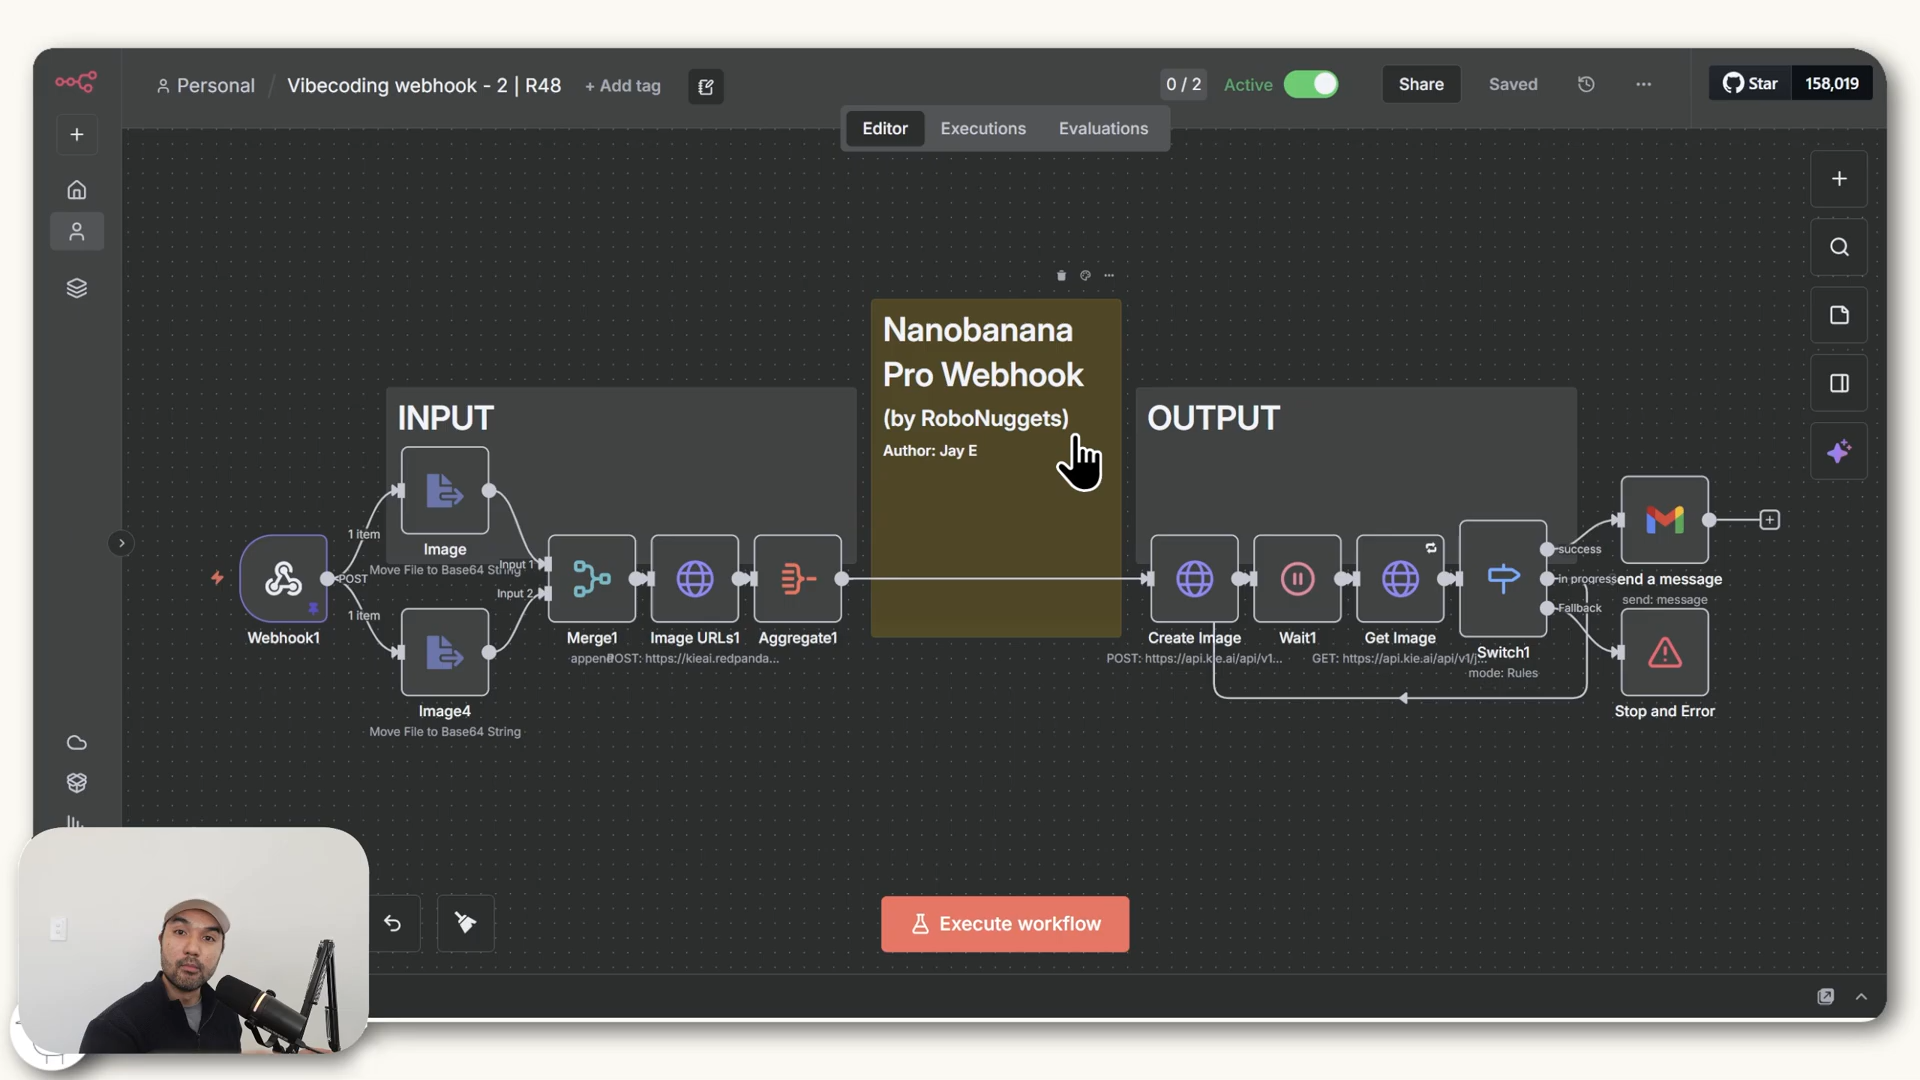 Personal / Vibecoding webhook - 2 | R48 + Add tag
0 / 2 Active Share Saved
Star 158,019
Editor Executions Evaluations
Nanobanana
Pro Webhook
(by RoboNuggets)
Author: Jay E
INPUT
OUTPUT
1 item
Image
Move File to Base64 String
POST
Input 1
Input 2
1 item
Webhook1
Image4
Move File to Base64 String
Merge1
append
Image URLs1
POST: https://kieai.redpanda...
Aggregate1
Create Image
POST: https://api.kie.ai/api/v1...
Wait1
Get Image
GET: https://api.kie.ai/api/v1/j...
Switch1
mode: Rules
success
In progress
Fallback
end a message
send: message
Stop and Error
Execute workflow